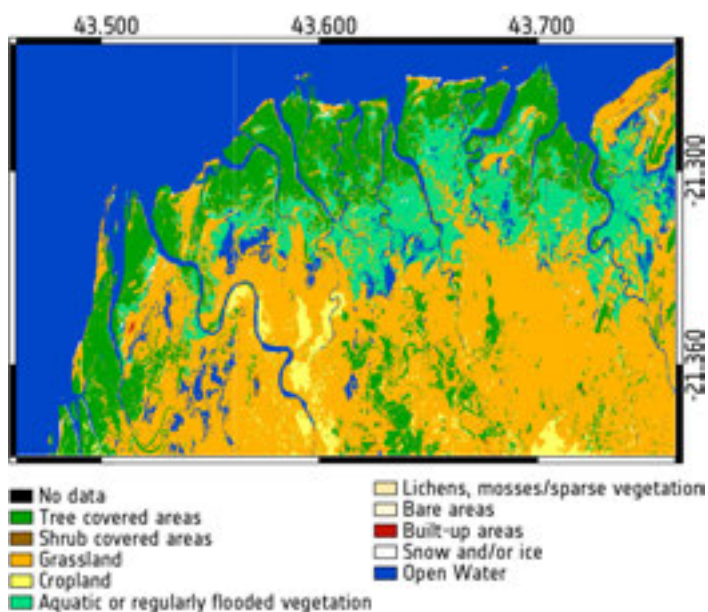 43.500 43.600 43.700
-21.300
-21.360
No data
Tree covered areas
Shrub covered areas
Grassland
Cropland
Aquatic or regularly flooded vegetation
Lichens, mosses/sparse vegetation
Bare areas
Built-up areas
Snow and/or ice
Open Water